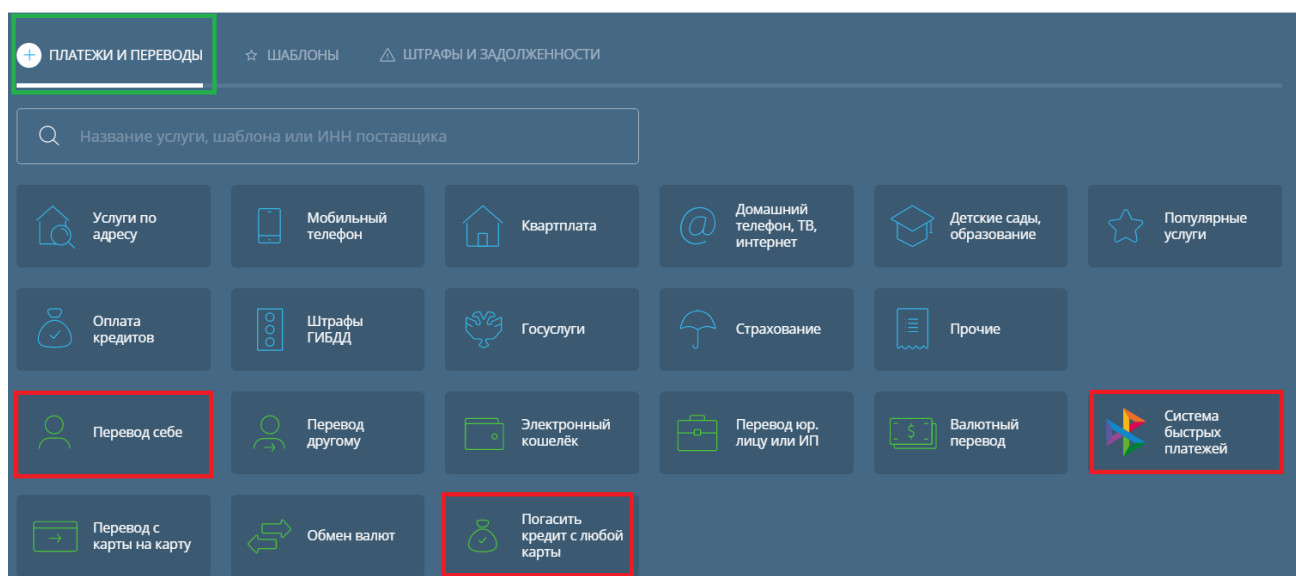 ПЛАТЕЖИ И ПЕРЕВОДЫ
ШАБЛОНЫ
ШТРАФЫ И ЗАДОЛЖЕННОСТИ
Название услуги, шаблона или ИНН поставщика
Услуги по
адресу
Мобильный
телефон
Квартплата
Домашний
телефон, ТВ,
интернет
Детские сады,
образование
Популярные
услуги
Оплата
кредитов
Штрафы
ГИБДД
Госуслуги
Страхование
Прочие
Перевод себе
Перевод
другому
Электронный
кошелёк
Перевод юр.
лицу или ИП
Валютный
перевод
Система
быстрых
платежей
Перевод с
карты на карту
Обмен валют
Погасить
кредит с любой
карты